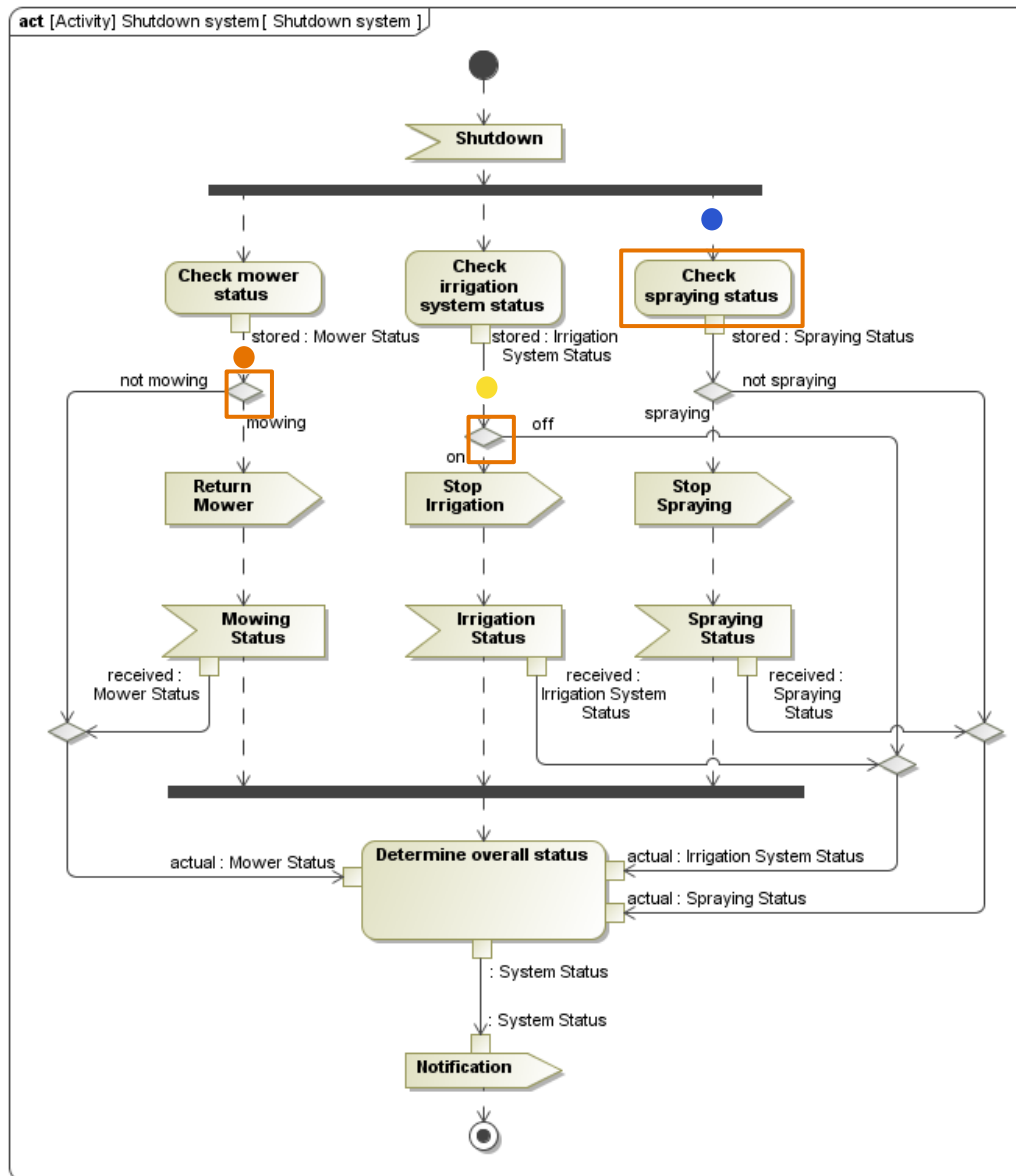 act [Activity] Shutdown system[ Shutdown system ]
Shutdown
Check mower
status
Check
irrigation
system status
Check
spraying status
stored : Mower Status
stored : Irrigation
System Status
stored : Spraying Status
not mowing
mowing
off
on
not spraying
spraying
Return
Mower
Stop
Irrigation
Stop
Spraying
Mowing
Status
Irrigation
Status
Spraying
Status
received :
Mower Status
received :
Irrigation System
Status
received :
Spraying
Status
Determine overall status
actual : Mower Status
actual : Irrigation System Status
actual : Spraying Status
: System Status
: System Status
Notification